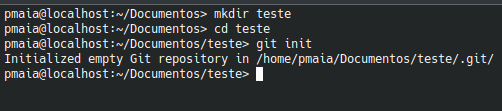 pmaia@localhost:~/Documentos> mkdir teste
pmaia@localhost:~/Documentos> cd teste
pmaia@localhost:~/Documentos/teste> git init
Initialized empty Git repository in /home/pmaia/Documentos/teste/.git/
pmaia@localhost:~/Documentos/teste>